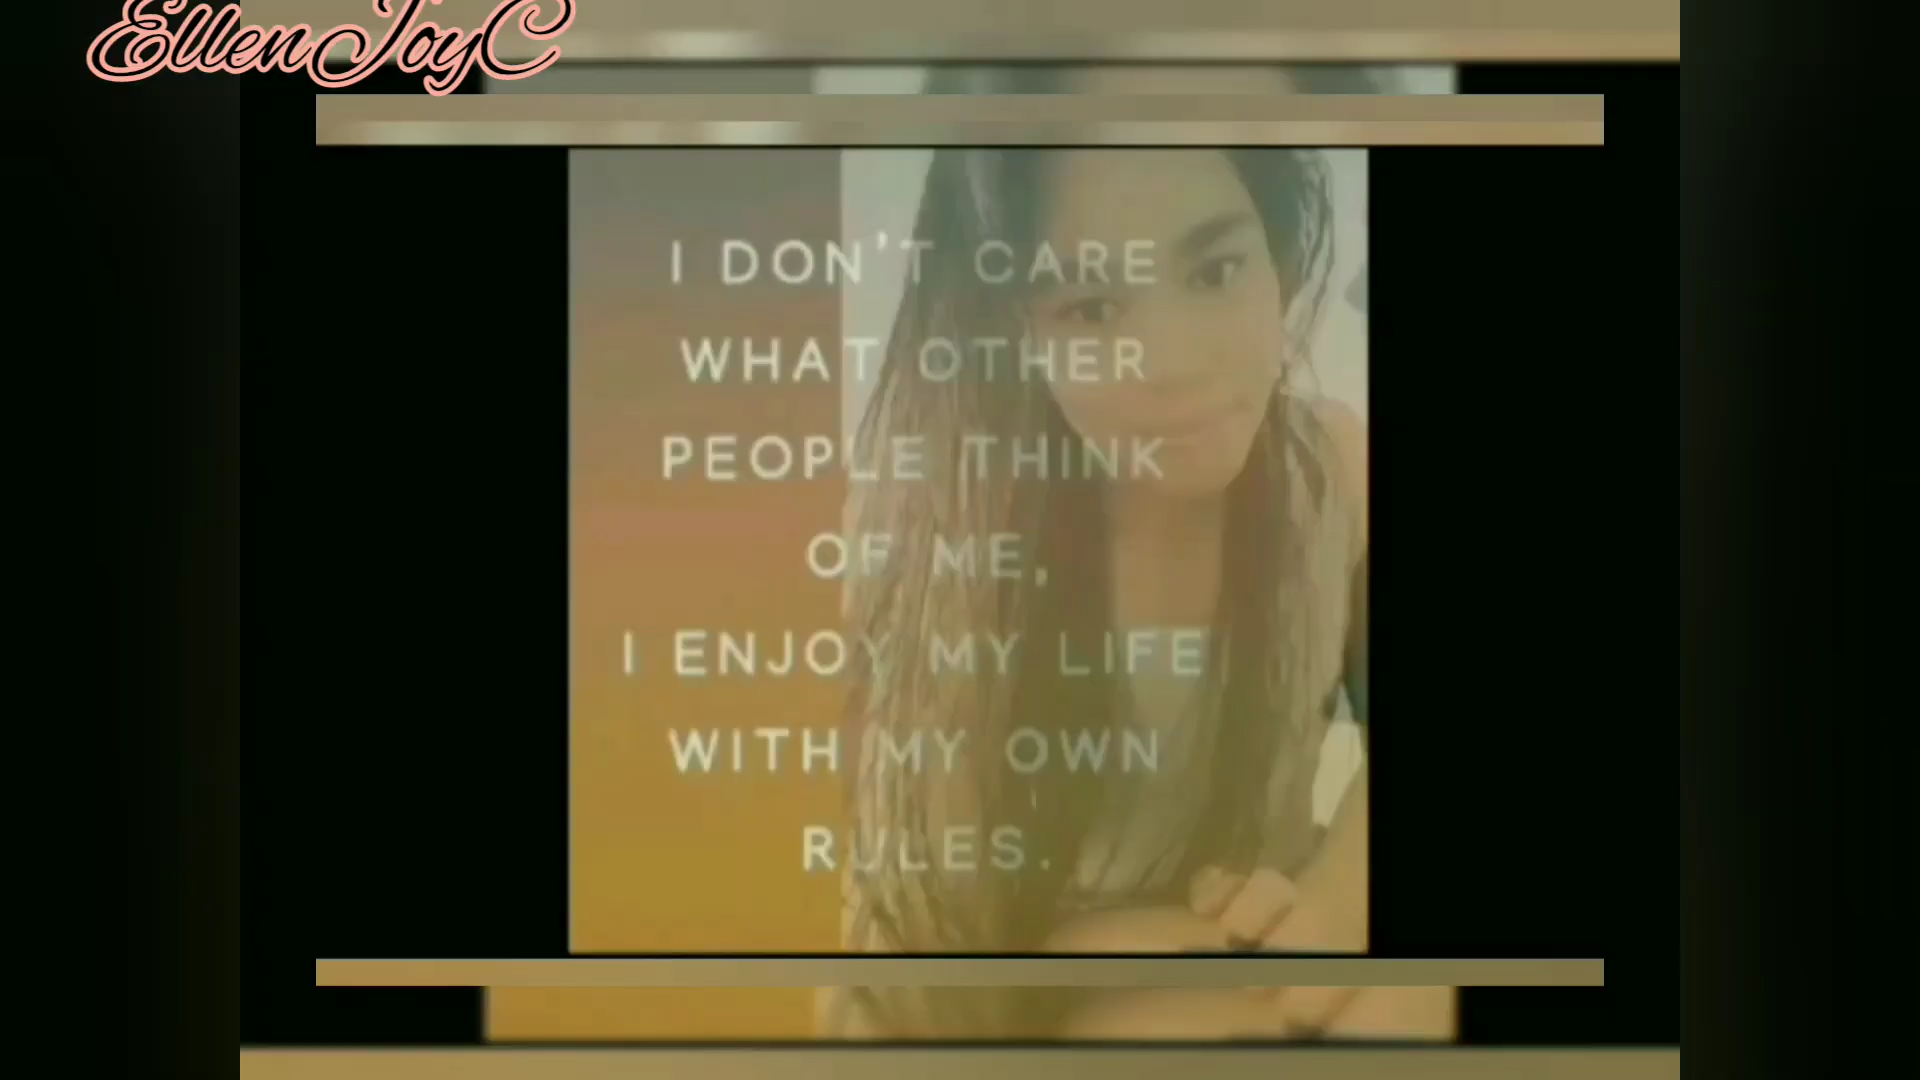 EllenJoyC
I DON'T CARE
WHAT OTHER
PEOPLE THINK
OF ME,
I ENJOY MY LIFE
WITH MY OWN
RULES.